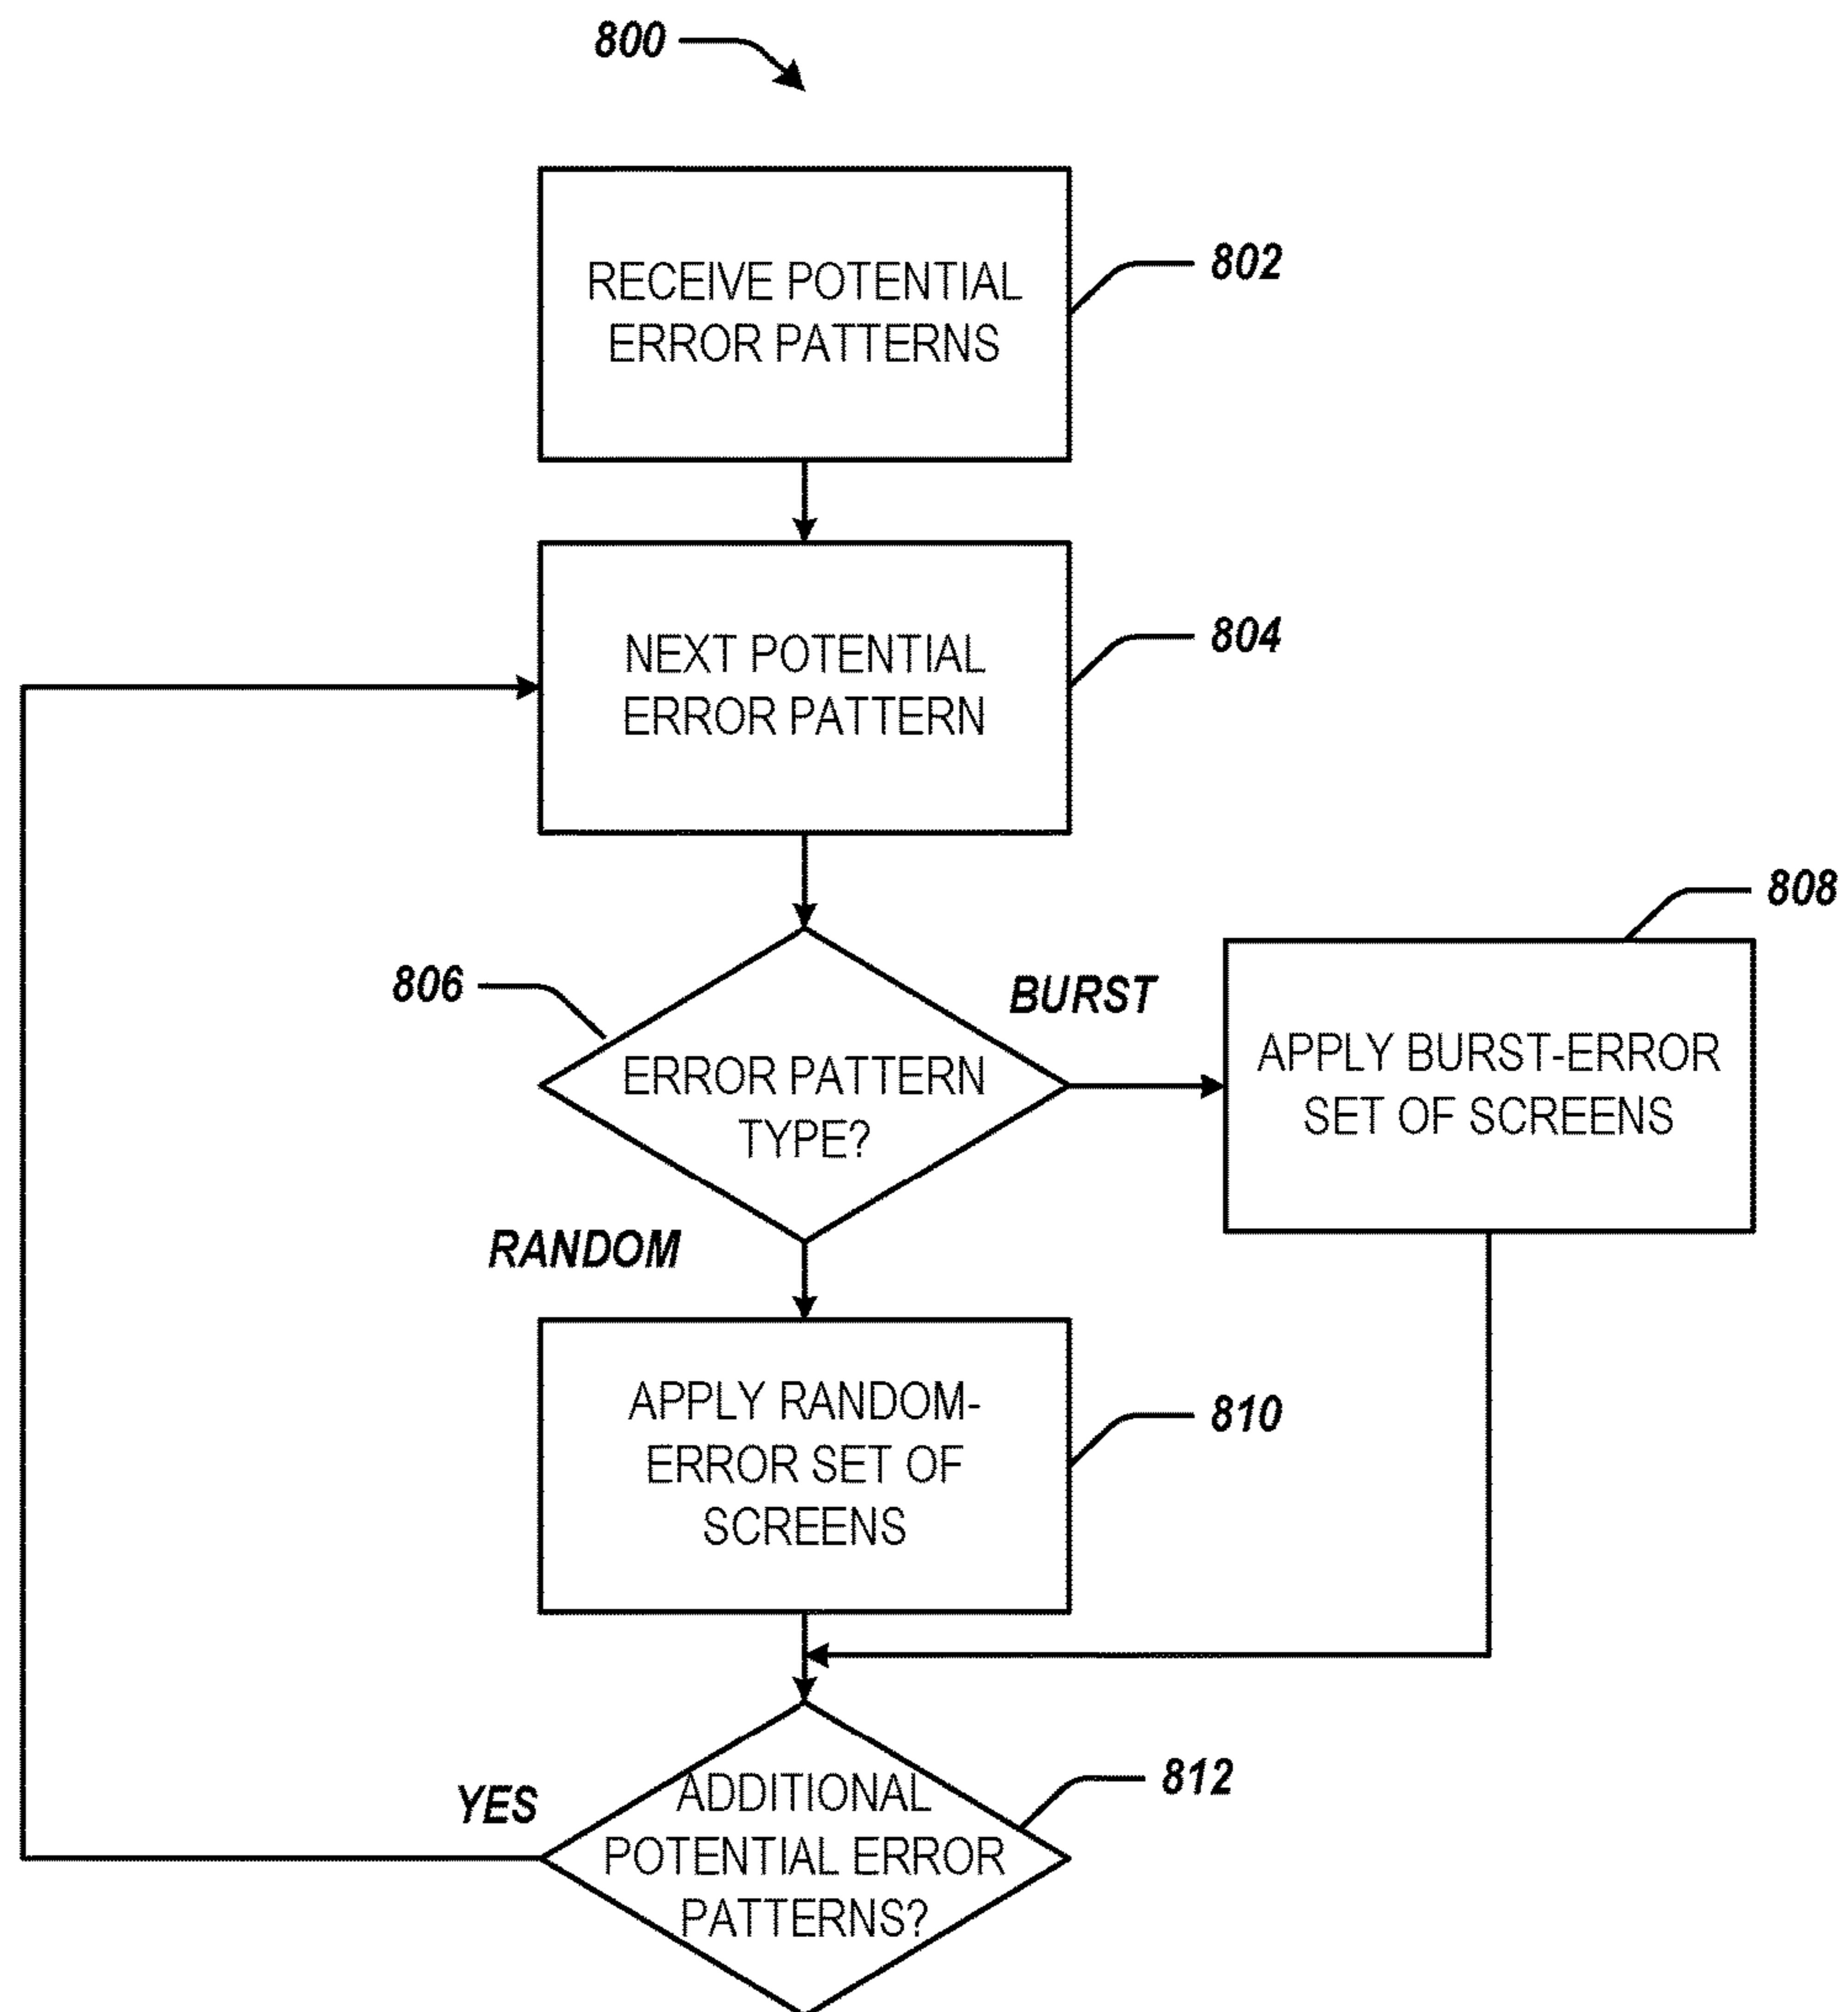 800
RECEIVE POTENTIAL
ERROR PATTERNS
802
NEXT POTENTIAL
ERROR PATTERN
804
806
ERROR PATTERN
TYPE?
BURST
808
APPLY BURST-ERROR
SET OF SCREENS
RANDOM
APPLY RANDOM-
ERROR SET OF
SCREENS
810
YES
ADDITIONAL
POTENTIAL ERROR
PATTERNS?
812